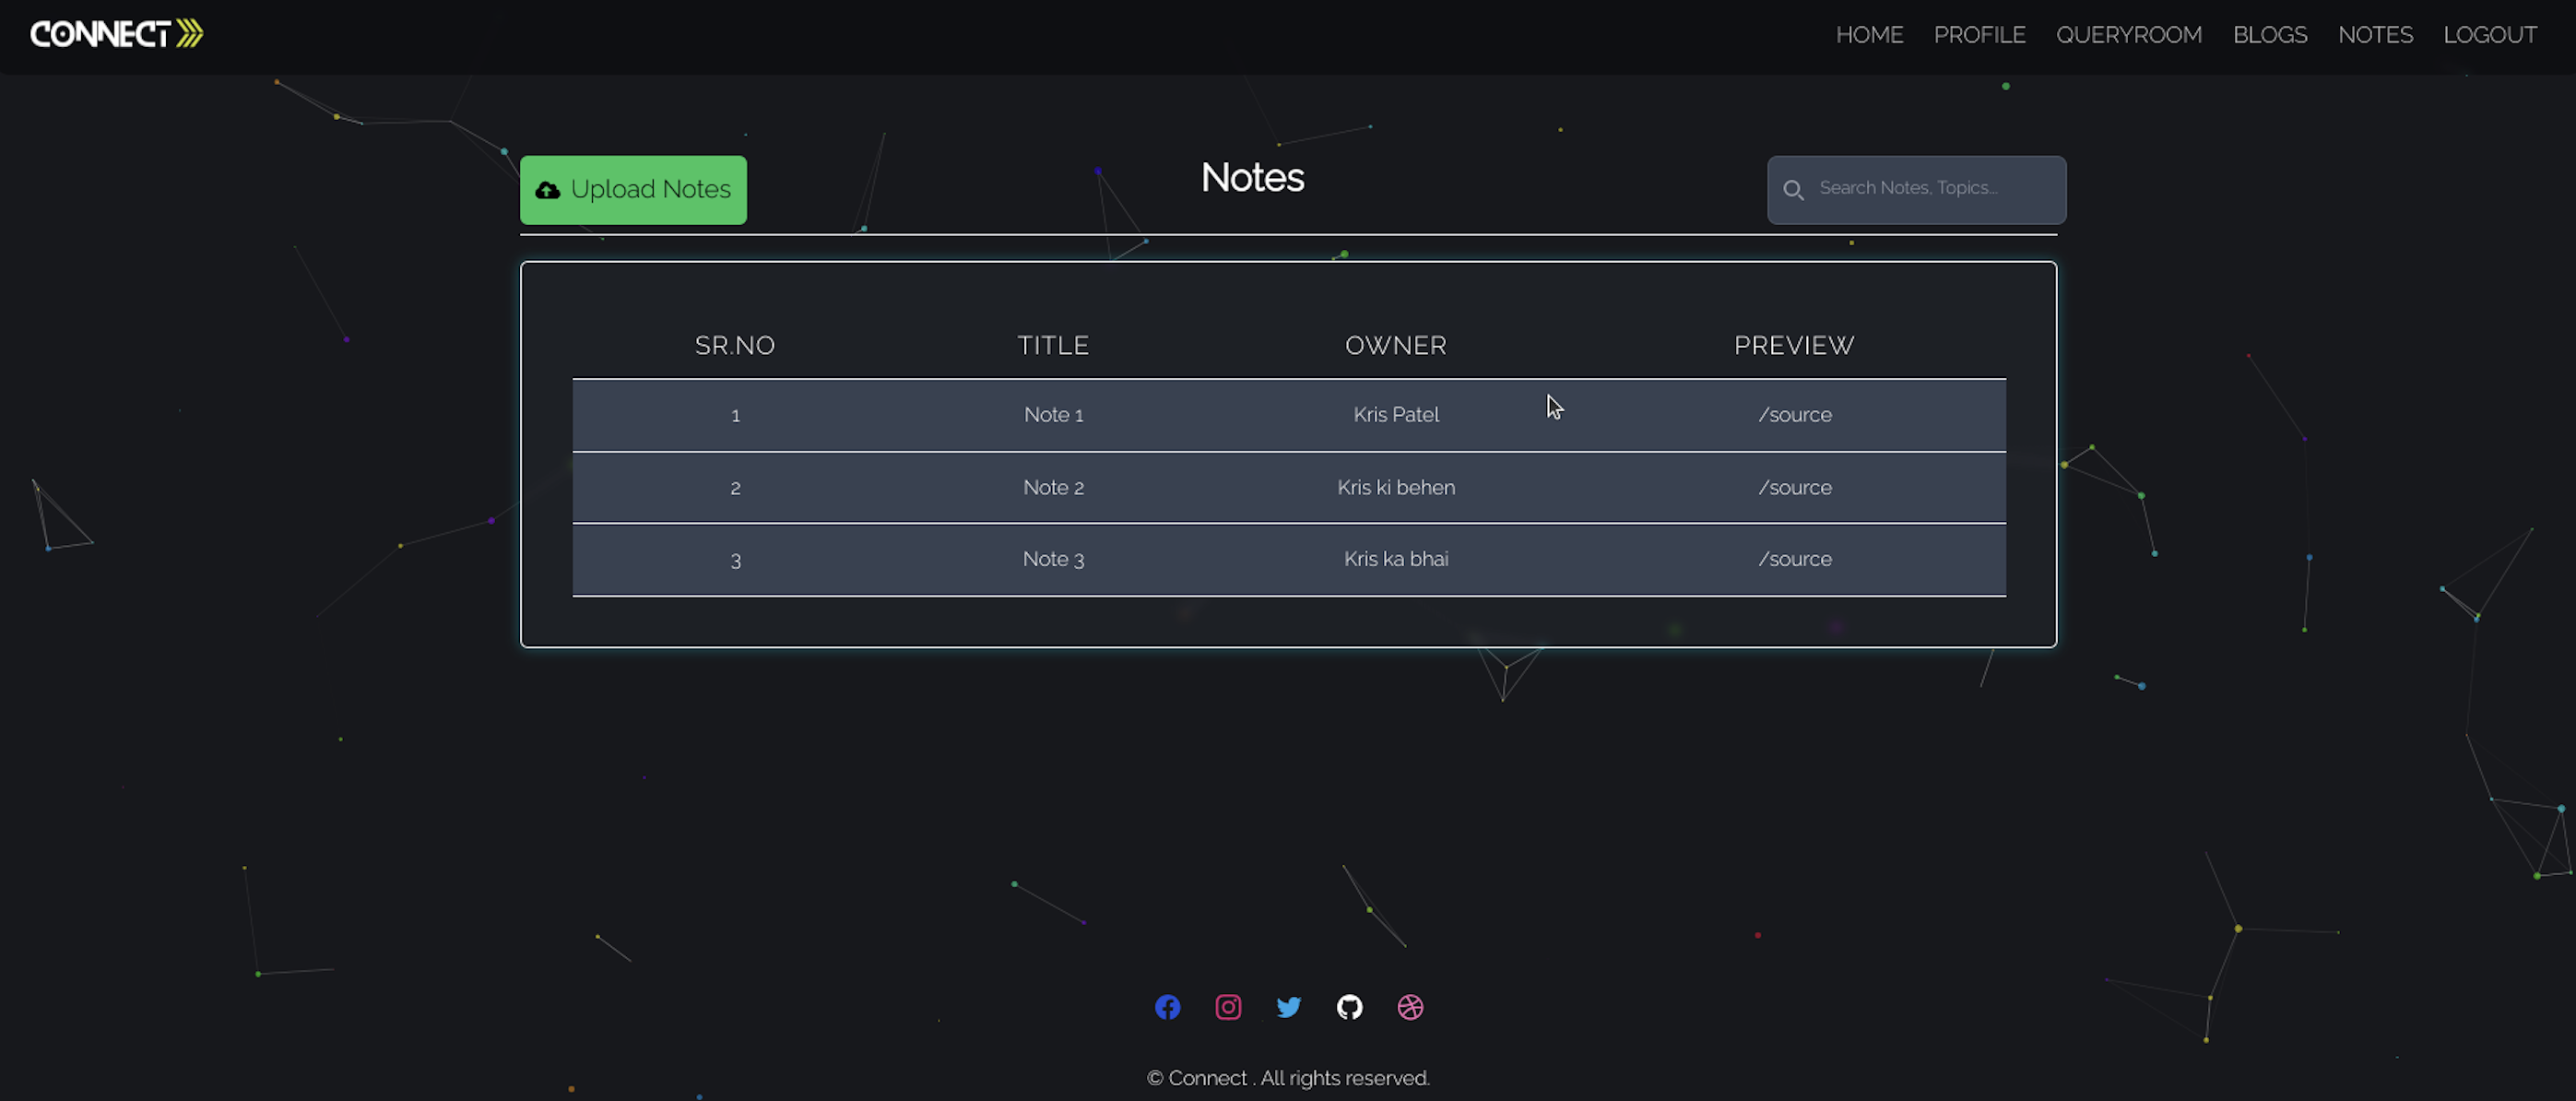 CONNECT
HOME PROFILE QUERYROOM BLOGS NOTES LOGOUT
Upload Notes
Notes
Search Notes, Topics...
SR.NO TITLE OWNER PREVIEW
1 Note 1 Kris Patel /source
2 Note 2 Kris ki behen /source
3 Note 3 Kris ka bhai /source
© Connect . All rights reserved.